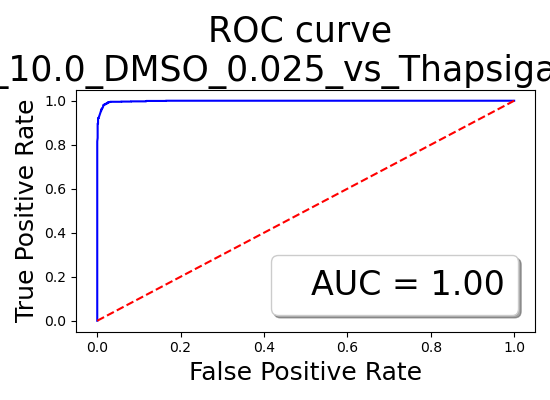 ROC curve
_10.0_DMSO_0.025_vs_Thapsiga
1.0
0.8
0.6
0.4
0.2
0.0
True Positive Rate
AUC = 1.00
0.0 0.2 0.4 0.6 0.8 1.0
False Positive Rate